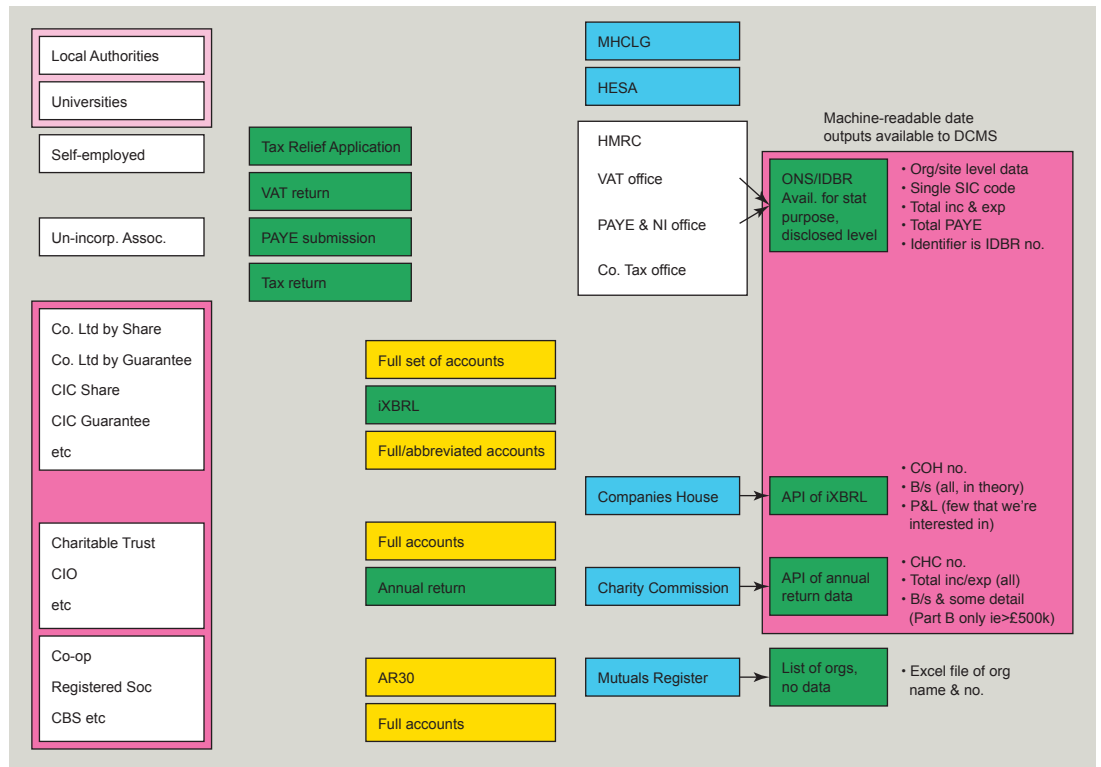 Local Authorities
Universities
Self-employed
Un-incorp. Assoc.
Co. Ltd by Share
Co. Ltd by Guarantee
CIC Share
CIC Guarantee
etc
Charitable Trust
CIO
etc
Co-op
Registered Soc
CBS etc
Tax Relief Application
VAT return
PAYE submission
Tax return
Full set of accounts
iXBRL
Full/abbreviated accounts
Full accounts
Annual return
AR30
Full accounts
MHCLG
HESA
HMRC
VAT office
PAYE & NI office
Co. Tax office
Companies House
Charity Commission
Mutuals Register
Machine-readable date
outputs available to DCMS
ONS/IDBR
Avail. for stat
purpose,
disclosed level
• Org/site level data
• Single SIC code
• Total inc & exp
• Total PAYE
• Identifier is IDBR no.
API of iXBRL
• COH no.
• B/s (all, in theory)
• P&L (few that we're
interested in)
API of annual
return data
• CHC no.
• Total inc/exp (all)
• B/s & some detail
(Part B only ie>£500k)
List of orgs,
no data
• Excel file of org
name & no.